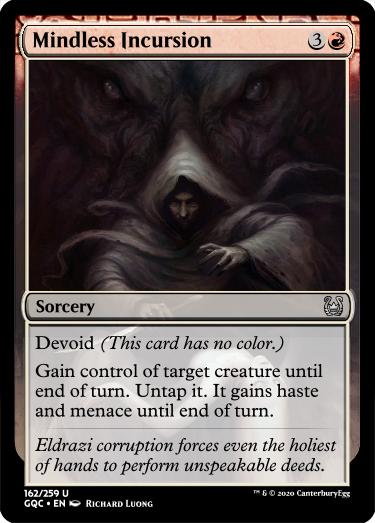 Mindless Incursion 3
Sorcery
Devoid (This card has no color.)
Gain control of target creature until
end of turn. Untap it. It gains haste
and menace until end of turn.
Eldrazi corruption forces even the holiest
of hands to perform unspeakable deeds.
162/259 U
GQC • EN Richard Luong
™ & © 2020 CanterburyEgg